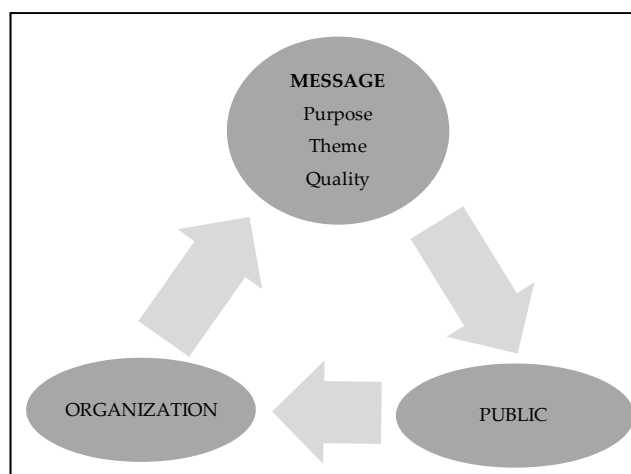 MESSAGE
Purpose
Theme
Quality
ORGANIZATION
PUBLIC